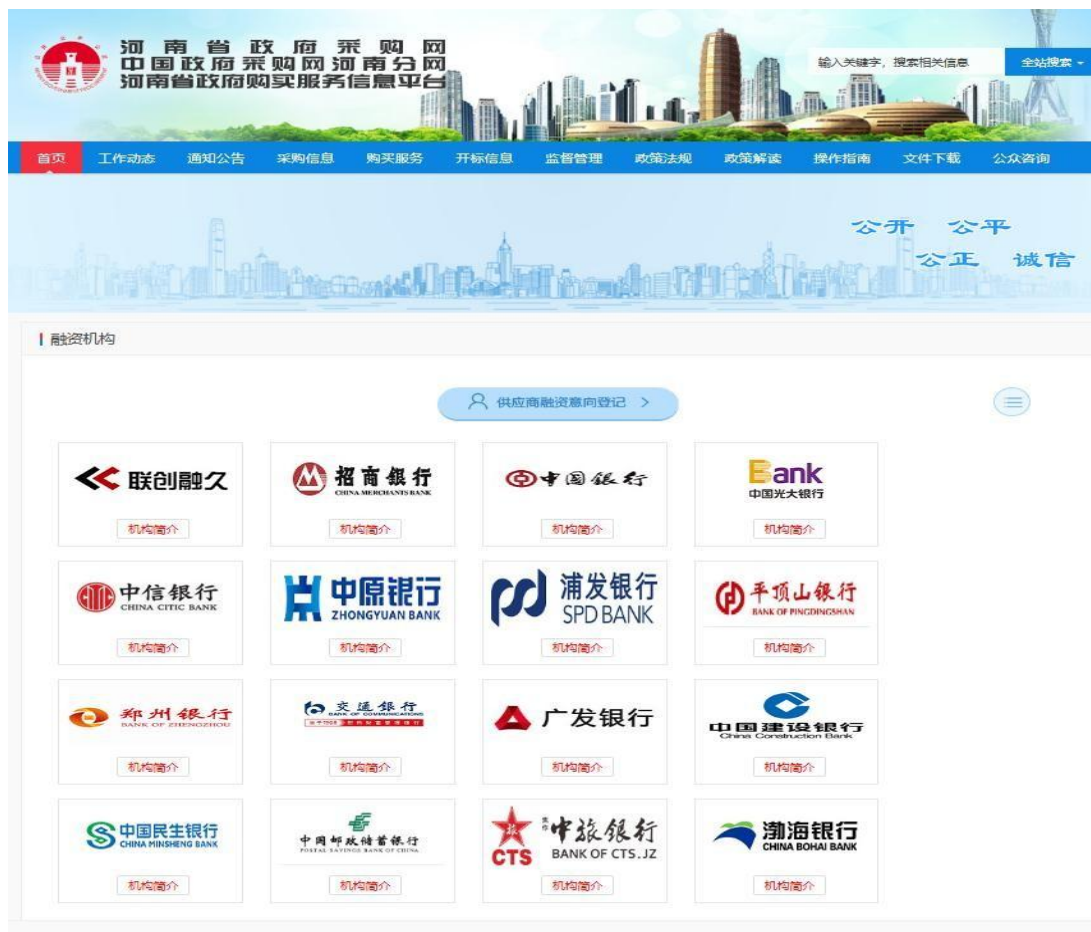 河南省政府采购网
中国政府采购网河南分网
河南省政府购买服务信息平台
输入关键字，搜索相关信息 全站搜索
首页 工作动态 通知公告 采购信息 购买服务 开标信息 监督管理 政策法规 政策解读 操作指南 文件下载 公众咨询
公开 公平
公正 诚信
融资机构
供应商融资意向登记 >
联创融久 招商银行 中国银行 Bank
CHINA MERCHANTS BANK 中国光大银行
机构简介 机构简介 机构简介 机构简介
中信银行 中原银行 浦发银行 平顶山银行
CHINA CITIC BANK ZHONGYUAN BANK SPD BANK BANK OF PINGDINGSHAN
机构简介 机构简介 机构简介 机构简介
郑州银行 交通銀行 广发银行 中国建设银行
BANK OF ZHENGZHOU BANK OF COMMUNICATIONS China Construction Bank
机构简介 机构简介 机构简介 机构简介
中国民生银行 中国邮政储蓄银行 焦作中旅银行 渤海银行
CHINA MINSHENG BANK POSTAL SAVINGS BANK OF CHINA CTS BANK OF CTS.JZ CHINA BOHAI BANK
机构简介 机构简介 机构简介 机构简介